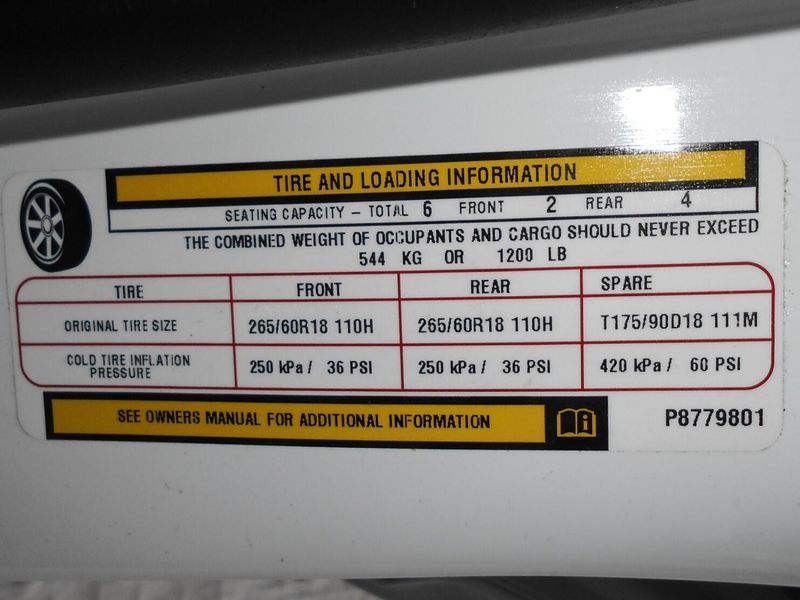 TIRE AND LOADING INFORMATION
SEATING CAPACITY – TOTAL 6 FRONT 2 REAR 4
THE COMBINED WEIGHT OF OCCUPANTS AND CARGO SHOULD NEVER EXCEED
544 KG OR 1200 LB
TIRE FRONT REAR SPARE
ORIGINAL TIRE SIZE 265/60R18 110H 265/60R18 110H T175/90D18 111M
COLD TIRE INFLATION
PRESSURE 250 kPa / 36 PSI 250 kPa / 36 PSI 420 kPa / 60 PSI
SEE OWNERS MANUAL FOR ADDITIONAL INFORMATION
P8779801